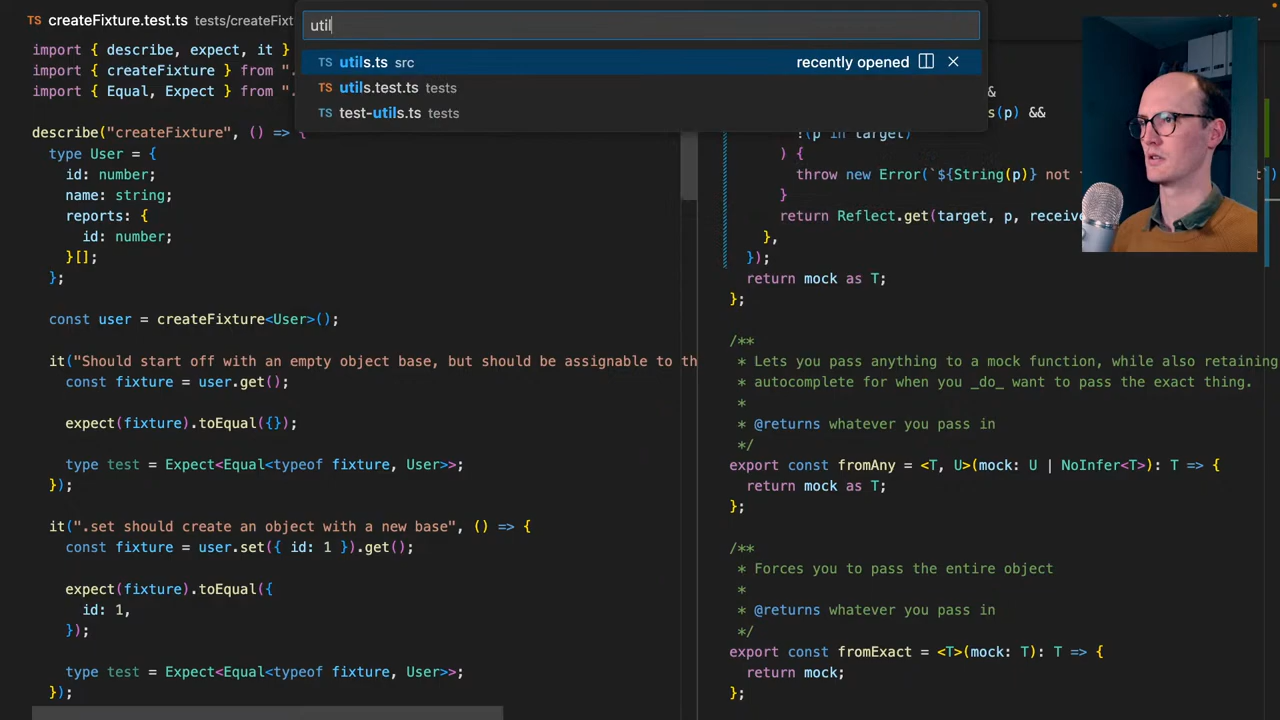 TS createFixture.test.ts tests/createFixt
util
TS utils.ts src recently opened
TS utils.test.ts tests
TS test-utils.ts tests
import { describe, expect, it }
import { createFixture } from ".
import { Equal, Expect } from ".
describe("createFixture", () => {
type User = {
id: number;
name: string;
reports: {
id: number;
}[];
};
const user = createFixture<User>();
it("Should start off with an empty object base, but should be assignable to th
const fixture = user.get();
expect(fixture).toEqual({});
type test = Expect<Equal<typeof fixture, User>>;
});
it(".set should create an object with a new base", () => {
const fixture = user.set({ id: 1 }).get();
expect(fixture).toEqual({
id: 1,
});
type test = Expect<Equal<typeof fixture, User>>;
});
&
s(p) &&
!(p in target)
) {
throw new Error(`${String(p)} not
}
return Reflect.get(target, p, receive
},
});
return mock as T;
};
/**
* Lets you pass anything to a mock function, while also retaining
* autocomplete for when you _do_ want to pass the exact thing.
*
* @returns whatever you pass in
*/
export const fromAny = <T, U>(mock: U | NoInfer<T>): T => {
return mock as T;
};
/**
* Forces you to pass the entire object
*
* @returns whatever you pass in
*/
export const fromExact = <T>(mock: T): T => {
return mock;
};